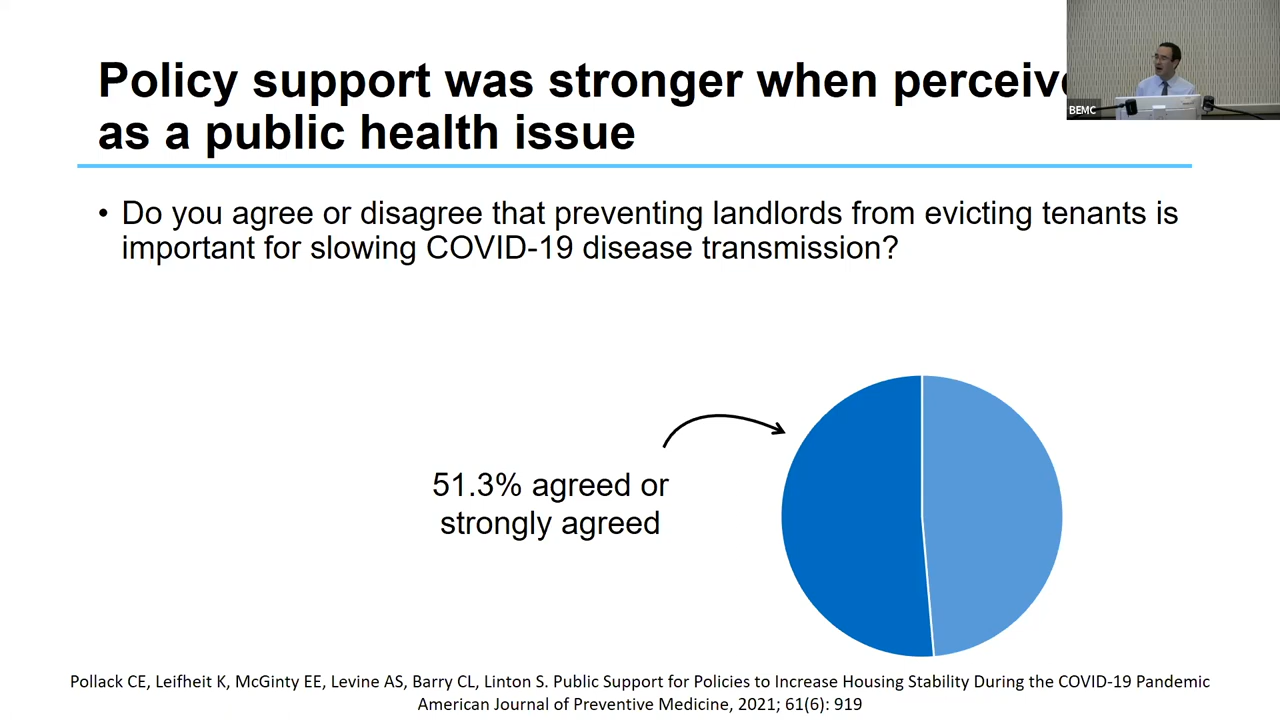 Policy support was stronger when perceive
as a public health issue
BEMC
• Do you agree or disagree that preventing landlords from evicting tenants is
important for slowing COVID-19 disease transmission?
51.3% agreed or
strongly agreed
Pollack CE, Leifheit K, McGinty EE, Levine AS, Barry CL, Linton S. Public Support for Policies to Increase Housing Stability During the COVID-19 Pandemic
American Journal of Preventive Medicine, 2021; 61(6): 919